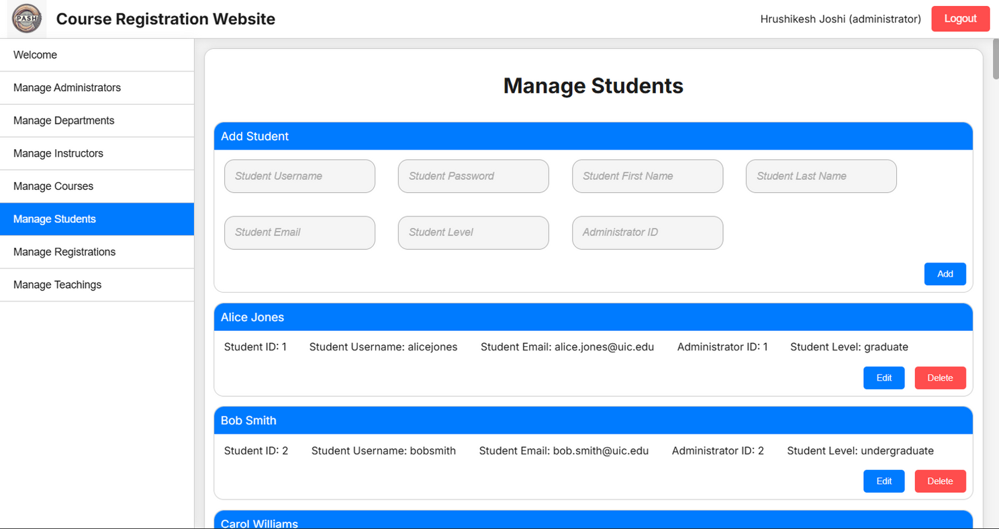 PASH
Course Registration Website
Hrushikesh Joshi (administrator)
Logout
Welcome
Manage Administrators
Manage Departments
Manage Instructors
Manage Courses
Manage Students
Manage Registrations
Manage Teachings
Manage Students
Add Student
Student Username Student Password Student First Name Student Last Name
Student Email Student Level Administrator ID
Add
Alice Jones
Student ID: 1 Student Username: alicejones Student Email: alice.jones@uic.edu Administrator ID: 1 Student Level: graduate
Edit Delete
Bob Smith
Student ID: 2 Student Username: bobsmith Student Email: bob.smith@uic.edu Administrator ID: 2 Student Level: undergraduate
Edit Delete
Carol Williams